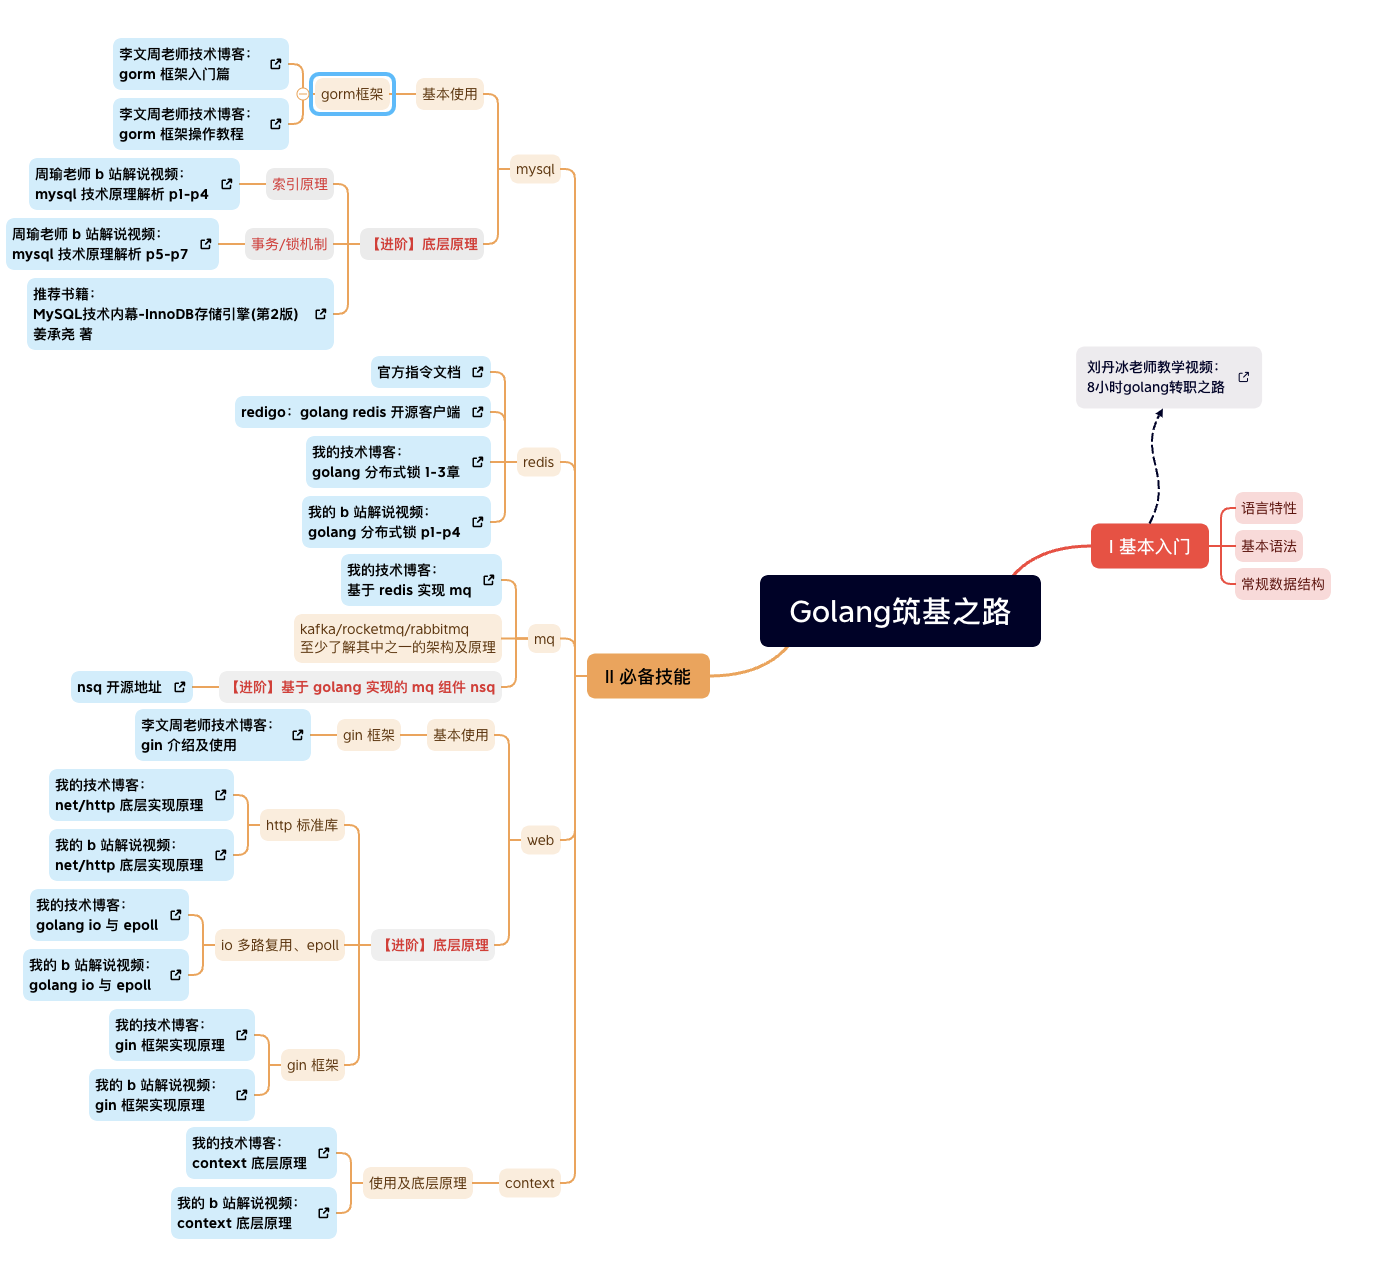 Golang筑基之路
I 基本入门
刘丹冰老师教学视频：
8小时golang转职之路
语言特性
基本语法
常规数据结构
II 必备技能
mysql
基本使用
gorm框架
李文周老师技术博客：
gorm 框架入门篇
李文周老师技术博客：
gorm 框架操作教程
【进阶】底层原理
索引原理
周瑜老师 b 站解说视频：
mysql 技术原理解析 p1-p4
事务/锁机制
周瑜老师 b 站解说视频：
mysql 技术原理解析 p5-p7
推荐书籍：
MySQL技术内幕-InnoDB存储引擎(第2版)
姜承尧 著
redis
官方指令文档
redigo：golang redis 开源客户端
我的技术博客：
golang 分布式锁 1-3章
我的 b 站解说视频：
golang 分布式锁 p1-p4
mq
我的技术博客：
基于 redis 实现 mq
kafka/rocketmq/rabbitmq
至少了解其中之一的架构及原理
【进阶】基于 golang 实现的 mq 组件 nsq
nsq 开源地址
web
基本使用
gin 框架
李文周老师技术博客：
gin 介绍及使用
【进阶】底层原理
http 标准库
我的技术博客：
net/http 底层实现原理
我的 b 站解说视频：
net/http 底层实现原理
io 多路复用、epoll
我的技术博客：
golang io 与 epoll
我的 b 站解说视频：
golang io 与 epoll
gin 框架
我的技术博客：
gin 框架实现原理
我的 b 站解说视频：
gin 框架实现原理
context
使用及底层原理
我的技术博客：
context 底层原理
我的 b 站解说视频：
context 底层原理